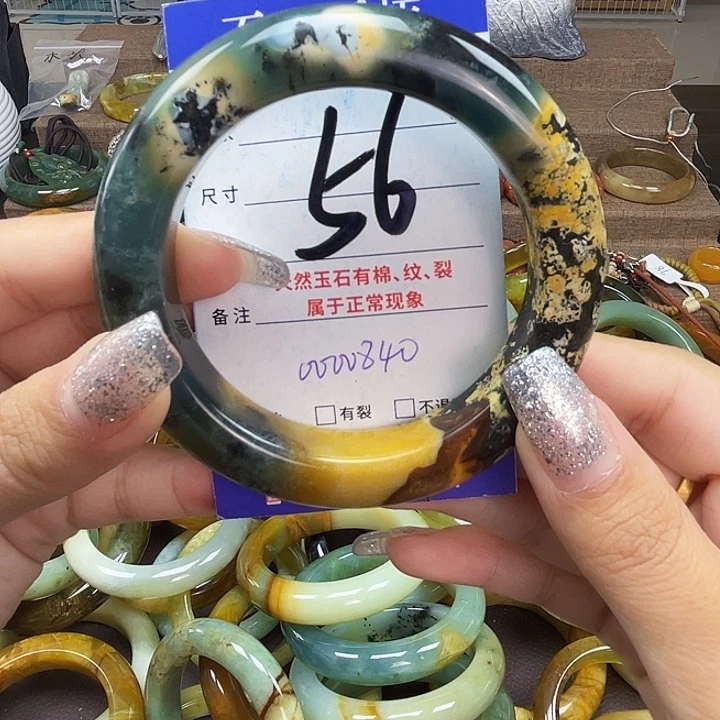 尺寸 56
天然玉石有棉、纹、裂
属于正常现象
备注
0000840
□有裂 □不退